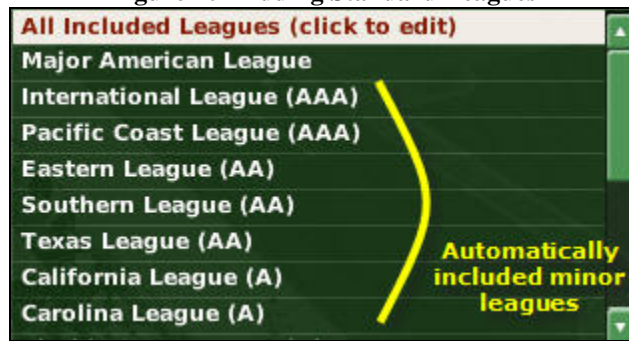 All Included Leagues (click to edit)
Major American League
International League (AAA)
Pacific Coast League (AAA)
Eastern League (AA)
Southern League (AA)
Texas League (AA)
California League (A)
Carolina League (A)
Automatically
included minor
leagues